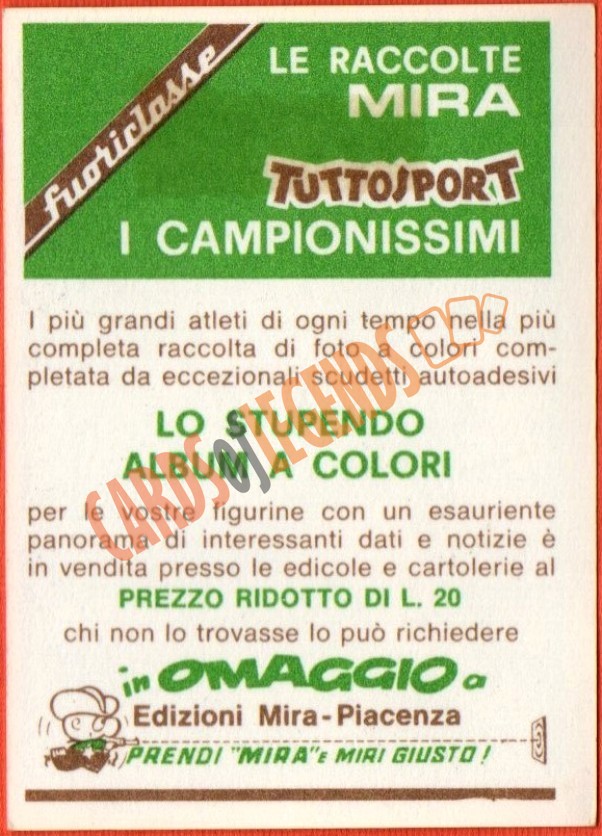 fuoriclasse
LE RACCOLTE
MIRA
TUTTOSPORT
I CAMPIONISSIMI
I più grandi atleti di ogni tempo nella più
completa raccolta di foto a colori com-
pletata da eccezionali scudetti autoadesivi
LO STUPENDO
ALBUM A COLORI
per le vostre figurine con un esauriente
panorama di interessanti dati e notizie è
in vendita presso le edicole e cartolerie al
PREZZO RIDOTTO DI L. 20
chi non lo trovasse lo può richiedere
in OMAGGIO a
Edizioni Mira-Piacenza
PRENDI "MIRA" E MIRI GIUSTO!
CARDS of LEGENDS